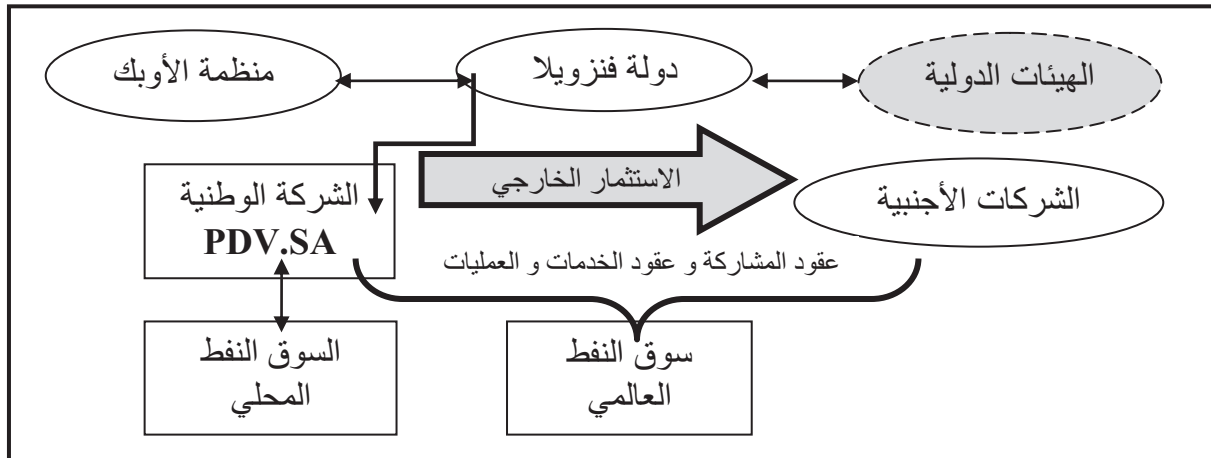 الهيئات الدولية
دولة فنزويلا
منظمة الأوبك
الشركات الأجنبية
الاستثمار الخارجي
الشركة الوطنية
PDV.SA
عقود المشاركة و عقود الخدمات و العمليات
سوق النفط
العالمي
السوق النفط
المحلي